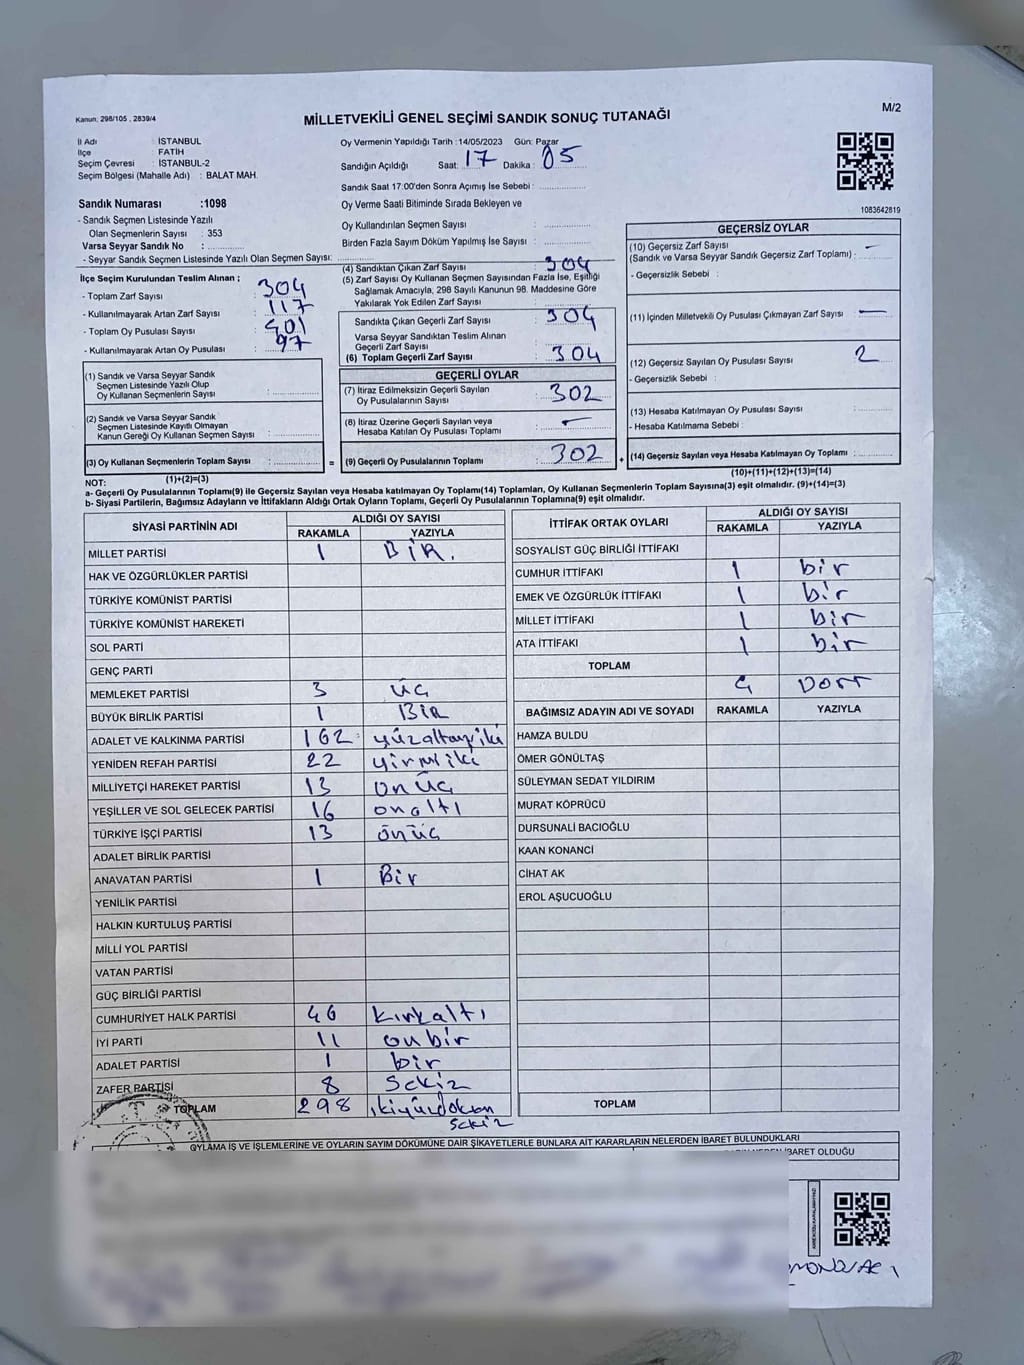 M/2
Kanun. 298/105 , 2839/4
MİLLETVEKİLİ GENEL SEÇİMİ SANDIK SONUÇ TUTANAĞI
İl Adı : İSTANBUL
İlçe : FATİH
Seçim Çevresi : İSTANBUL-2
Seçim Bölgesi (Mahalle Adı) : BALAT MAH.
Sandık Numarası :1098
- Sandık Seçmen Listesinde Yazılı
Olan Seçmenlerin Sayısı : 353
Varsa Seyyar Sandık No :
- Seyyar Sandık Seçmen Listesinde Yazılı Olan Seçmen Sayısı:
Oy Vermenin Yapıldığı Tarih :14/05/2023 Gün: Pazar
Sandığın Açıldığı Saat: 17 Dakika : 05
Sandık Saat 17:00'den Sonra Açımış İse Sebebi :
Oy Verme Saati Bitiminde Sırada Bekleyen ve
Oy Kullandırılan Seçmen Sayısı :
Birden Fazla Sayım Döküm Yapılmış İse Sayısı :
1083642819
İlçe Seçim Kurulundan Teslim Alınan ;
- Toplam Zarf Sayısı : 304
- Kullanılmayarak Artan Zarf Sayısı : 117
- Toplam Oy Pusulası Sayısı : 401
- Kullanılmayarak Artan Oy Pusulası : 97
(1) Sandık ve Varsa Seyyar Sandık
Seçmen Listesinde Yazılı Olup
Oy Kullanan Seçmenlerin Sayısı :
(2) Sandık ve Varsa Seyyar Sandık
Seçmen Listesinde Kayıtlı Olmayan
Kanun Gereği Oy Kullanan Seçmen Sayısı :
(3) Oy Kullanan Seçmenlerin Toplam Sayısı :
(1)+(2)=(3)
(4) Sandıktan Çıkan Zarf Sayısı : 304
(5) Zarf Sayısı Oy Kullanan Seçmen Sayısından Fazla İse, Eşitliği
Sağlamak Amacıyla, 298 Sayılı Kanunun 98. Maddesine Göre
Yakılarak Yok Edilen Zarf Sayısı :
Sandıkta Çıkan Geçerli Zarf Sayısı : 304
Varsa Seyyar Sandıktan Teslim Alınan
Geçerli Zarf Sayısı :
(6) Toplam Geçerli Zarf Sayısı : 304
GEÇERLİ OYLAR
(7) İtiraz Edilmeksizin Geçerli Sayılan
Oy Pusulalarının Sayısı : 302
(8) İtiraz Üzerine Geçerli Sayılan veya
Hesaba Katılan Oy Pusulası Toplamı : -
= (9) Geçerli Oy Pusulalarının Toplamı : 302
GEÇERSİZ OYLAR
(10) Geçersiz Zarf Sayısı
(Sandık ve Varsa Seyyar Sandık Geçersiz Zarf Toplamı) : -
- Geçersizlik Sebebi :
(11) İçinden Milletvekili Oy Pusulası Çıkmayan Zarf Sayısı : -
(12) Geçersiz Sayılan Oy Pusulası Sayısı : 2
- Geçersizlik Sebebi :
(13) Hesaba Katılmayan Oy Pusulası Sayısı :
- Hesaba Katılmama Sebebi :
+ (14) Geçersiz Sayılan veya Hesaba Katılmayan Oy Toplamı :
(10)+(11)+(12)+(13)=(14)
NOT:
a- Geçerli Oy Pusulalarının Toplamı(9) ile Geçersiz Sayılan veya Hesaba katılmayan Oy Toplamı(14) Toplamları, Oy Kullanan Seçmenlerin Toplam Sayısına(3) eşit olmalıdır. (9)+(14)=(3)
b- Siyasi Partilerin, Bağımsız Adayların ve İttifakların Aldığı Ortak Oyların Toplamı, Geçerli Oy Pusulalarının Toplamına(9) eşit olmalıdır.
SİYASİ PARTİNİN ADI ALDIĞI OY SAYISI
RAKAMLA YAZIYLA
MİLLET PARTİSİ 1 BİR.
HAK VE ÖZGÜRLÜKLER PARTİSİ
TÜRKİYE KOMÜNİST PARTİSİ
TÜRKİYE KOMÜNİST HAREKETİ
SOL PARTİ
GENÇ PARTİ
MEMLEKET PARTİSİ 3 üç
BÜYÜK BİRLİK PARTİSİ 1 BİR
ADALET VE KALKINMA PARTİSİ 162 yüzaltmışiki
YENİDEN REFAH PARTİSİ 22 yirmiiki
MİLLİYETÇİ HAREKET PARTİSİ 13 onüç
YEŞİLLER VE SOL GELECEK PARTİSİ 16 onaltı
TÜRKİYE İŞÇİ PARTİSİ 13 önüç
ADALET BİRLİK PARTİSİ
ANAVATAN PARTİSİ 1 Bir
YENİLİK PARTİSİ
HALKIN KURTULUŞ PARTİSİ
MİLLİ YOL PARTİSİ
VATAN PARTİSİ
GÜÇ BİRLİĞİ PARTİSİ
CUMHURİYET HALK PARTİSİ 46 kırkaltı
İYİ PARTİ 11 onbir
ADALET PARTİSİ 1 bir
ZAFER PARTİSİ 8 sekiz
TOPLAM 298 ikiyüzdoksan
sekiz
İTTİFAK ORTAK OYLARI ALDIĞI OY SAYISI
RAKAMLA YAZIYLA
SOSYALİST GÜÇ BİRLİĞİ İTTİFAKI
CUMHUR İTTİFAKI 1 bir
EMEK VE ÖZGÜRLÜK İTTİFAKI 1 bir
MİLLET İTTİFAKI 1 bir
ATA İTTİFAKI 1 bir
TOPLAM 4 DÖRT
BAĞIMSIZ ADAYIN ADI VE SOYADI RAKAMLA YAZIYLA
HAMZA BULDU
ÖMER GÖNÜLTAŞ
SÜLEYMAN SEDAT YILDIRIM
MURAT KÖPRÜCÜ
DURSUNALİ BACIOĞLU
KAAN KONANCİ
CİHAT AK
EROL AŞUCUOĞLU
TOPLAM
OYLAMA İŞ VE İŞLEMLERİNE VE OYLARIN SAYIM DÖKÜMÜNE DAİR ŞİKAYETLERLE BUNLARA AİT KARARLARIN NELERDEN İBARET BULUNDUKLARI
İBARET OLDUĞU